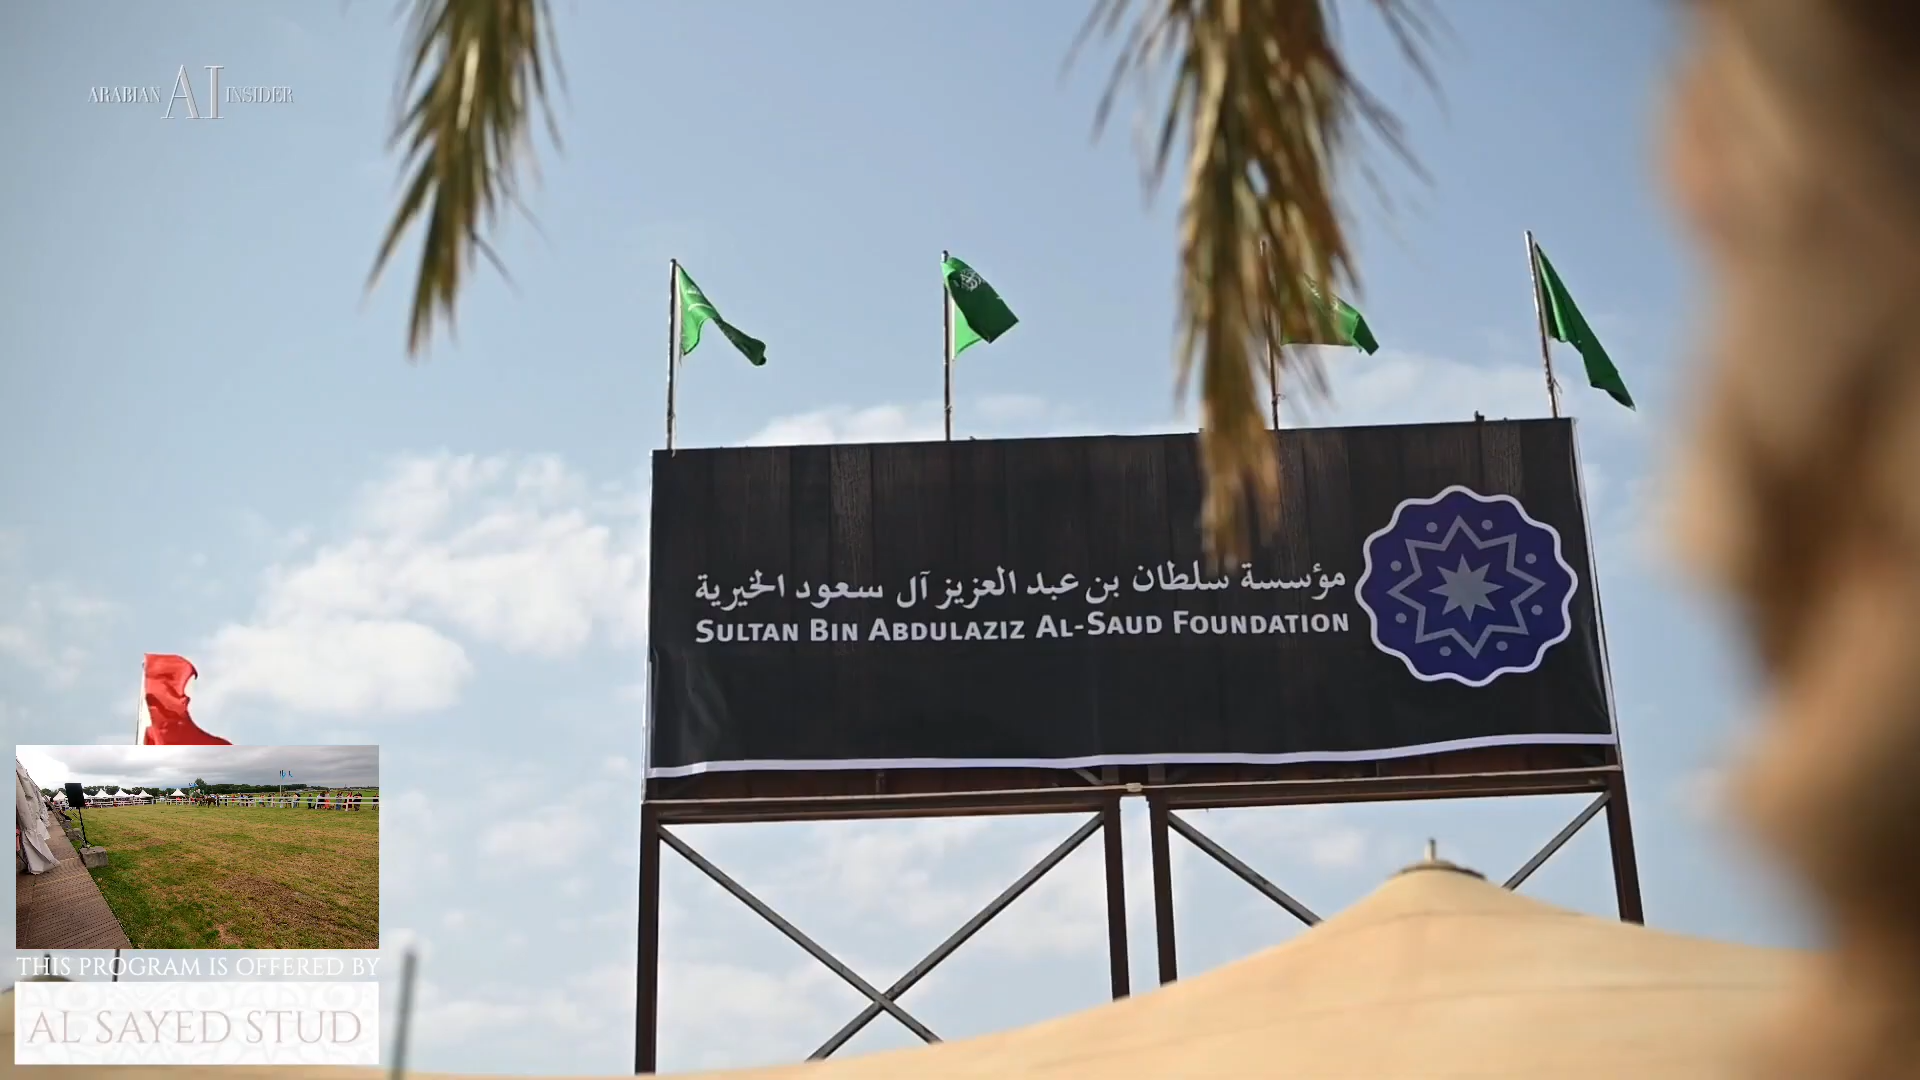 ARABIAN AI INSIDER
مؤسسة سلطان بن عبد العزيز آل سعود الخيرية
SULTAN BIN ABDULAZIZ AL-SAUD FOUNDATION
THIS PROGRAM IS OFFERED BY
AL SAYED STUD